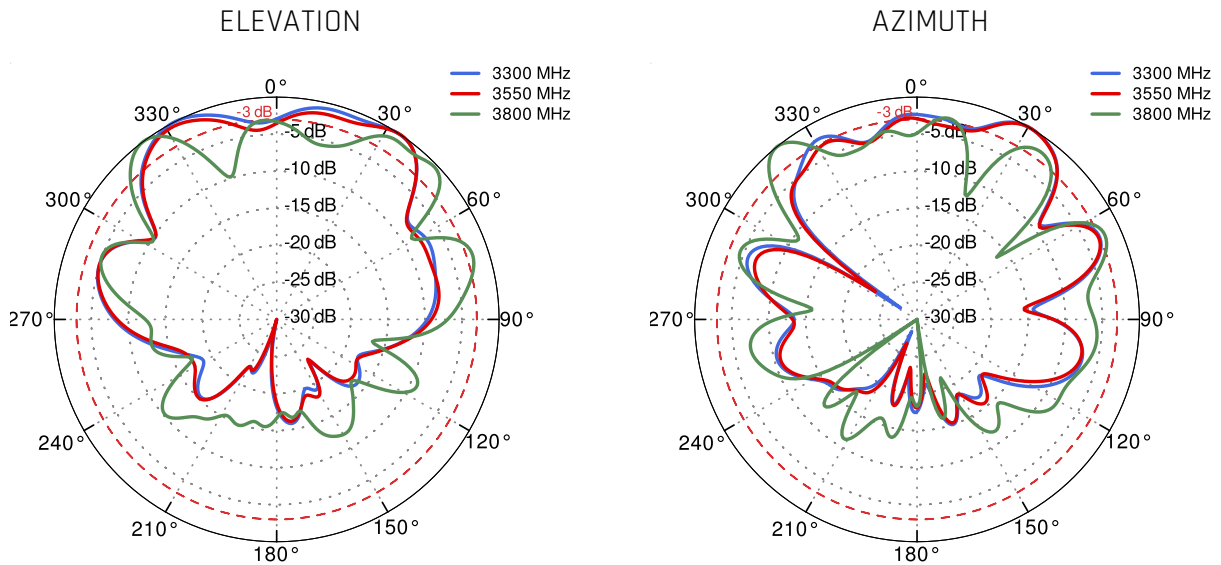 ELEVATION
3300 MHz
3550 MHz
3800 MHz
0°
30°
60°
90°
120°
150°
180°
210°
240°
270°
300°
330°
-3 dB
-5 dB
-10 dB
-15 dB
-20 dB
-25 dB
-30 dB
AZIMUTH
3300 MHz
3550 MHz
3800 MHz
0°
30°
60°
90°
120°
150°
180°
210°
240°
270°
300°
330°
-3 dB
-5 dB
-10 dB
-15 dB
-20 dB
-25 dB
-30 dB